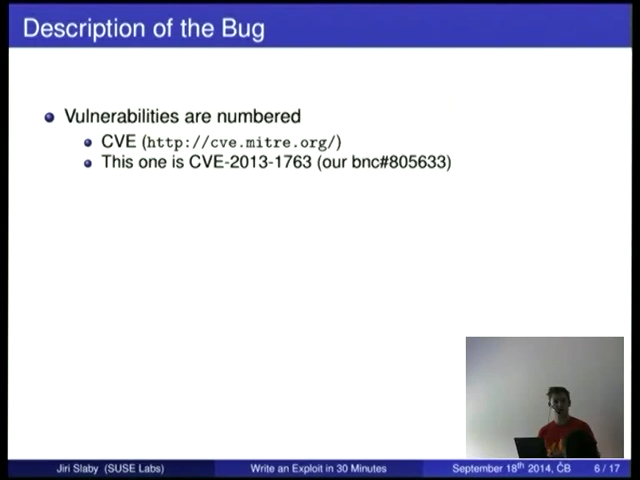 Description of the Bug
Vulnerabilities are numbered
CVE (http://cve.mitre.org/)
This one is CVE-2013-1763 (our bnc#805633)
Jiri Slaby (SUSE Labs) Write an Exploit in 30 Minutes September 18th 2014, ČB 6 / 17